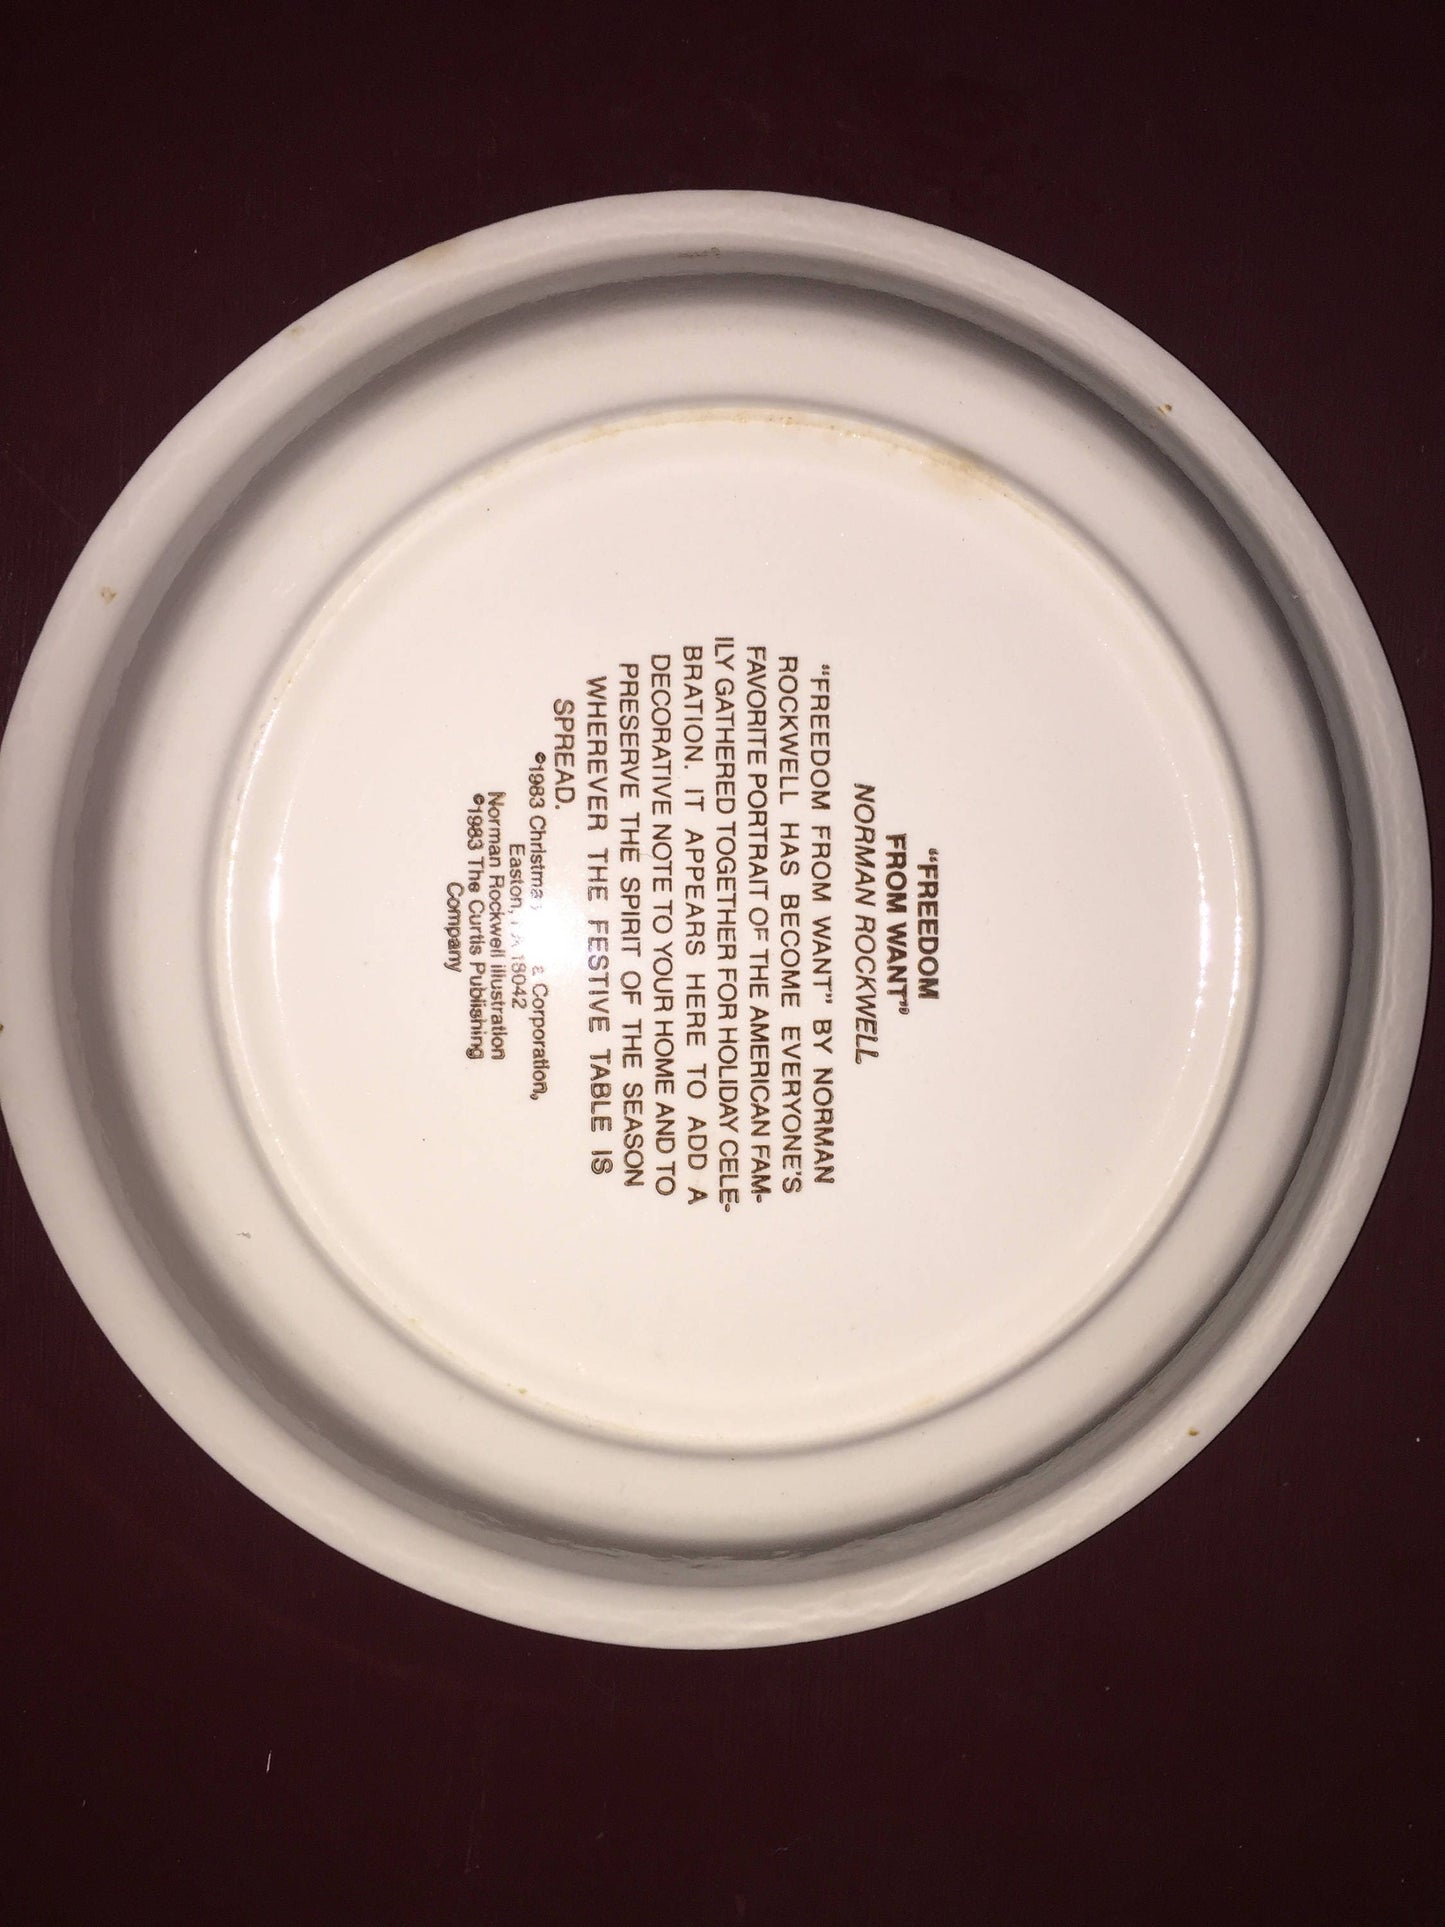 “FREEDOM
FROM WANT”
NORMAN ROCKWELL
“FREEDOM FROM WANT” BY NORMAN
ROCKWELL HAS BECOME EVERYONE'S
FAVORITE PORTRAIT OF THE AMERICAN FAM-
ILY GATHERED TOGETHER FOR HOLIDAY CELE-
BRATION. IT APPEARS HERE TO ADD A
DECORATIVE NOTE TO YOUR HOME AND TO
PRESERVE THE SPIRIT OF THE SEASON
WHEREVER THE FESTIVE TABLE IS
SPREAD.
©1983 Corporation,
Easton, 18042
Norman Rockwell illustration
©1983 The Curtis Publishing
Company